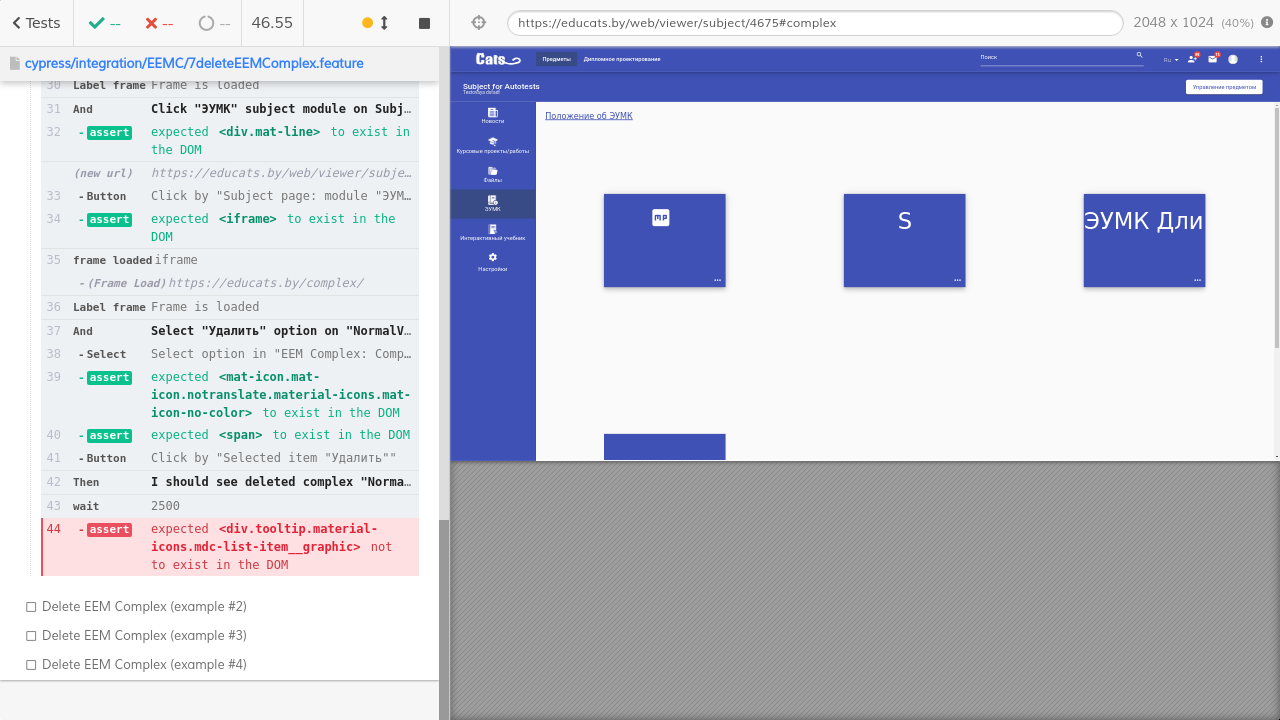 Tests
--
--
--
46.55
https://educats.by/web/viewer/subject/4675#complex
2048 x 1024 (40%)
cypress/integration/EEMC/7deleteEEMComplex.feature
30 Label frame Frame is loaded
31 And Click "ЭУМК" subject module on Subj…
32 - assert expected <div.mat-line> to exist in
the DOM
(new url) https://educats.by/web/viewer/subje…
33 - Button Click by "Subject page: module "ЭУМ…
34 - assert expected <iframe> to exist in the
DOM
35 frame loaded iframe
- (Frame Load) https://educats.by/complex/
36 Label frame Frame is loaded
37 And Select "Удалить" option on "NormalV…
38 - Select Select option in "EEM Complex: Comp…
39 - assert expected <mat-icon.mat-
icon.notranslate.material-icons.mat-
icon-no-color> to exist in the DOM
40 - assert expected <span> to exist in the DOM
41 - Button Click by "Selected item "Удалить""
42 Then I should see deleted complex "Norma…
43 wait 2500
44 - assert expected <div.tooltip.material-
icons.mdc-list-item__graphic> not
to exist in the DOM
Delete EEM Complex (example #2)
Delete EEM Complex (example #3)
Delete EEM Complex (example #4)
Cats
Предметы
Дипломное проектирование
Поиск
Ru
Subject for Autotests
Управление предметом
Новости
Курсовые проекты/работы
Файлы
ЭУМК
Интерактивный учебник
Настройки
Положение об ЭУМК
mp
...
S
...
ЭУМК Дли
...